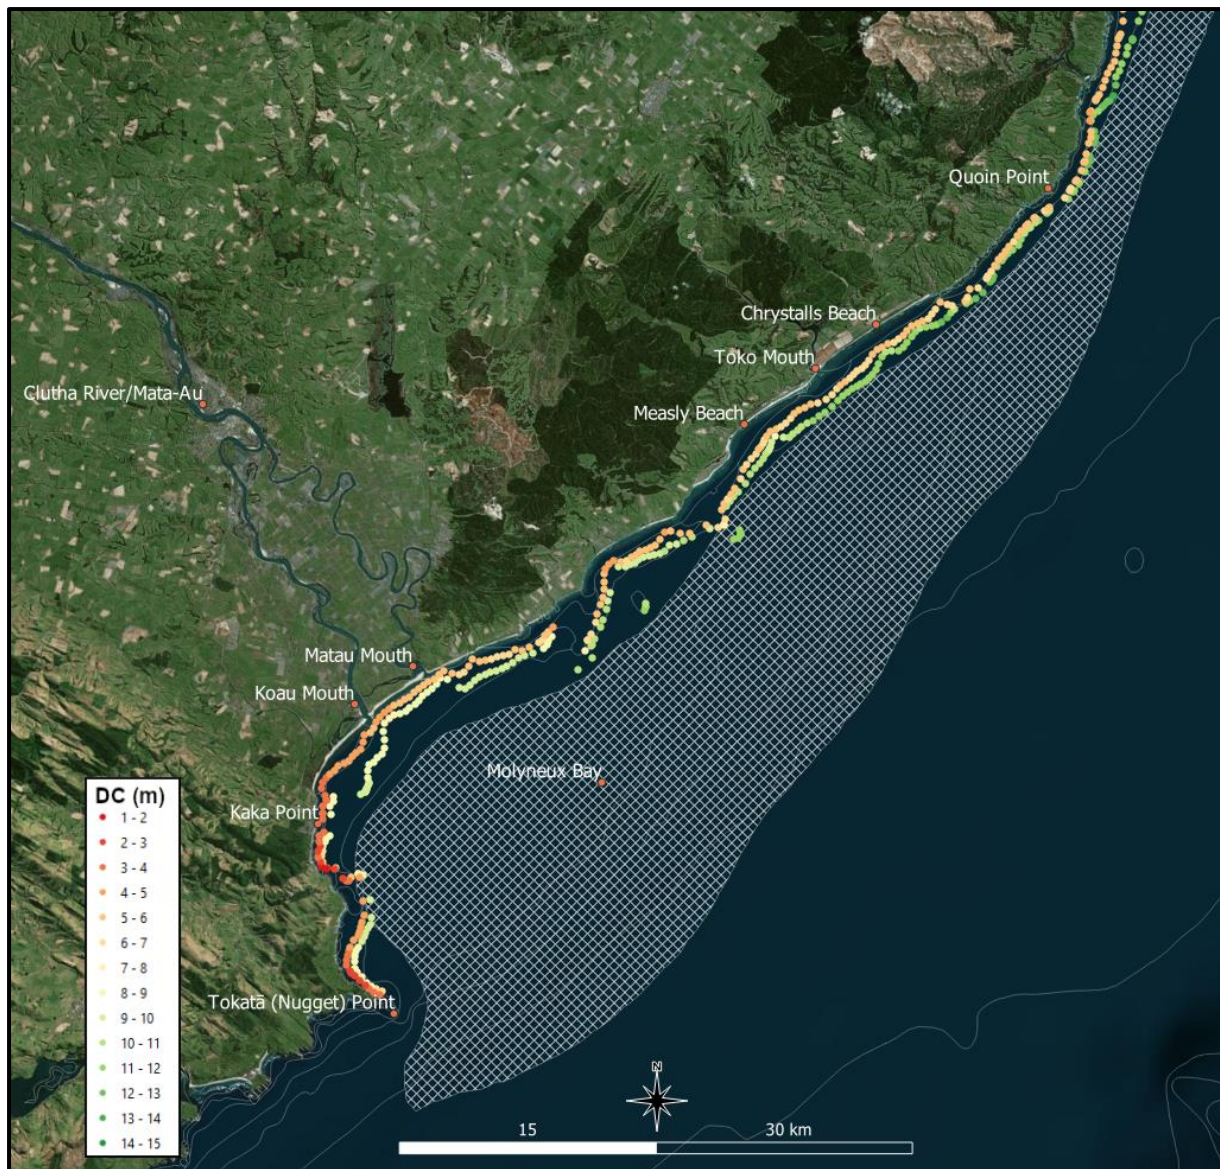 Quoin Point
Chrystalls Beach
Toko Mouth
Clutha River/Mata-Au
Measly Beach
Matau Mouth
Koau Mouth
Molyneux Bay
Kaka Point
Tokatā (Nugget) Point
DC (m)
1 - 2
2 - 3
3 - 4
4 - 5
5 - 6
6 - 7
7 - 8
8 - 9
9 - 10
10 - 11
11 - 12
12 - 13
13 - 14
14 - 15
N
15 30 km